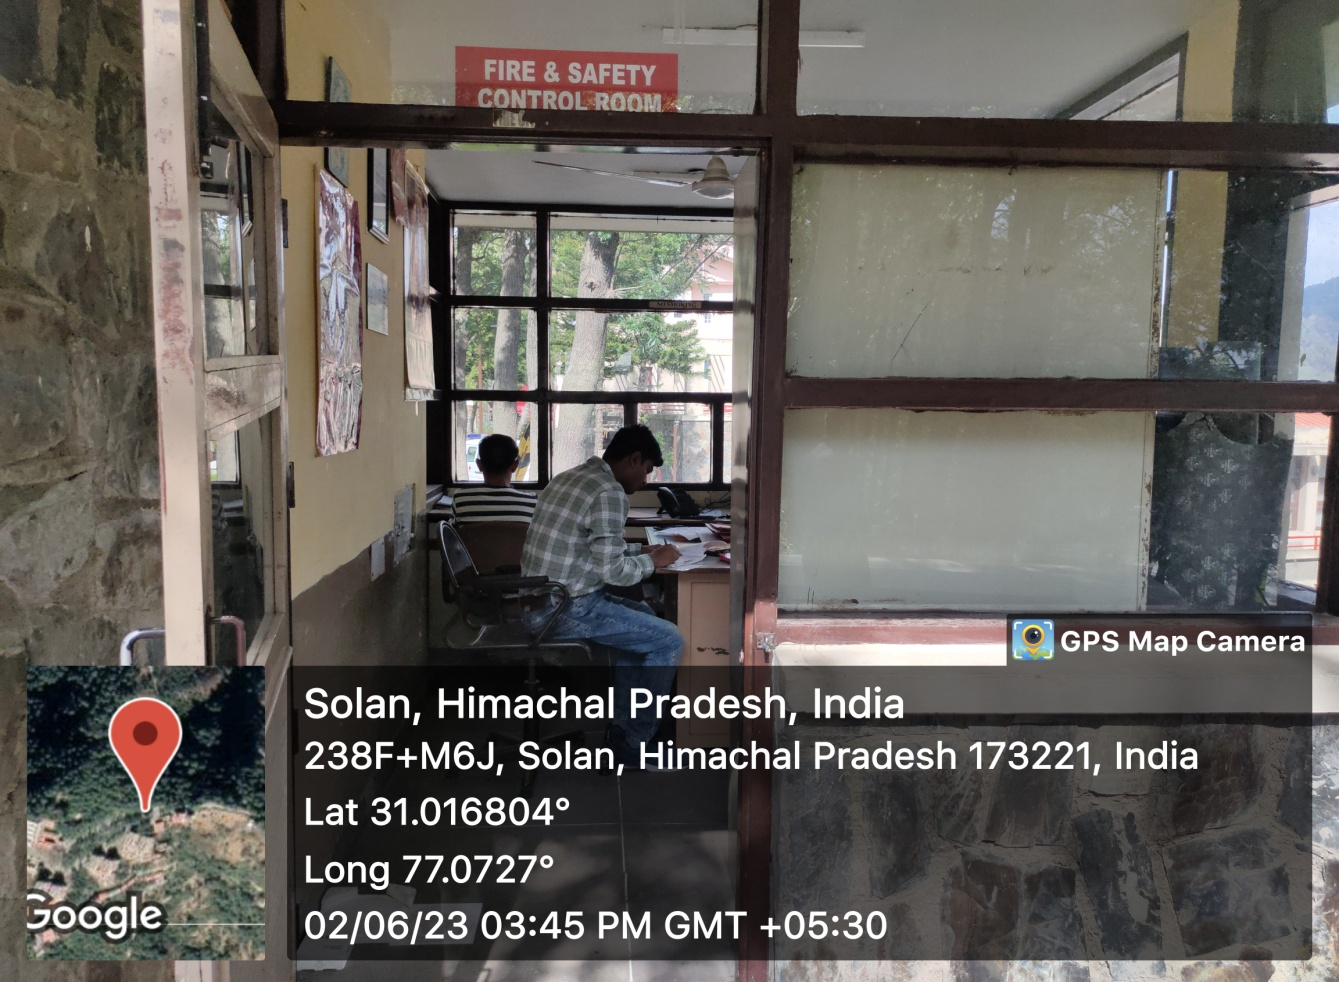 FIRE & SAFETY
CONTROL ROOM
GPS Map Camera
Solan, Himachal Pradesh, India
238F+M6J, Solan, Himachal Pradesh 173221, India
Lat 31.016804°
Long 77.0727°
02/06/23 03:45 PM GMT +05:30
Google